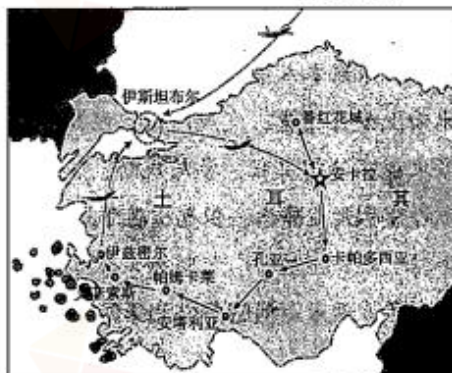 伊斯坦布尔
番红花城
安卡拉
土 耳 其
伊兹密尔
孔亚
卡帕多西亚
帕姆卡莱
安塔利亚